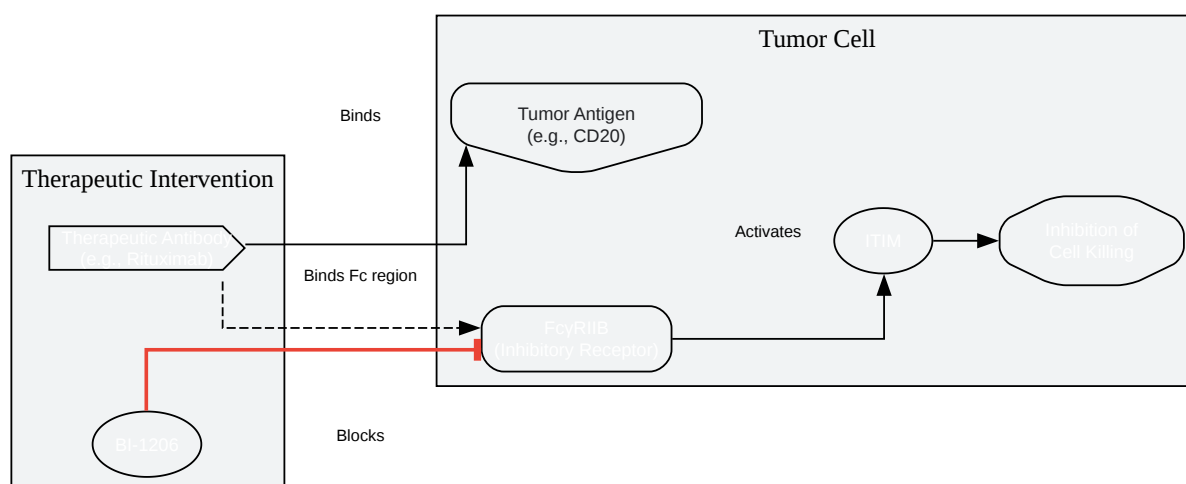 Tumor Cell
Binds
Tumor Antigen
(e.g., CD20)
Therapeutic Intervention
Therapeutic Antibody
(e.g., Rituximab)
Activates
ITIM
Inhibition of
Cell Killing
Binds Fc region
FcγRIIB
(Inhibitory Receptor)
Blocks
BI-1206